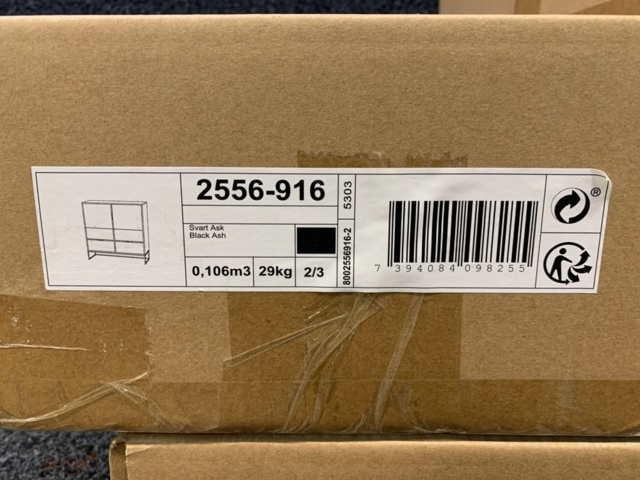 2556-916
Svart Ask
Black Ash
0,106m3
29kg
2/3
8002556916-2
5303
7 394084 098255
®